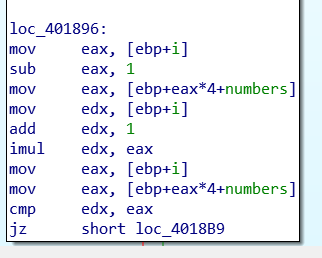 loc_401896:
mov     eax, [ebp+i]
sub     eax, 1
mov     eax, [ebp+eax*4+numbers]
mov     edx, [ebp+i]
add     edx, 1
imul    edx, eax
mov     eax, [ebp+i]
mov     eax, [ebp+eax*4+numbers]
cmp     edx, eax
jz      short loc_4018B9